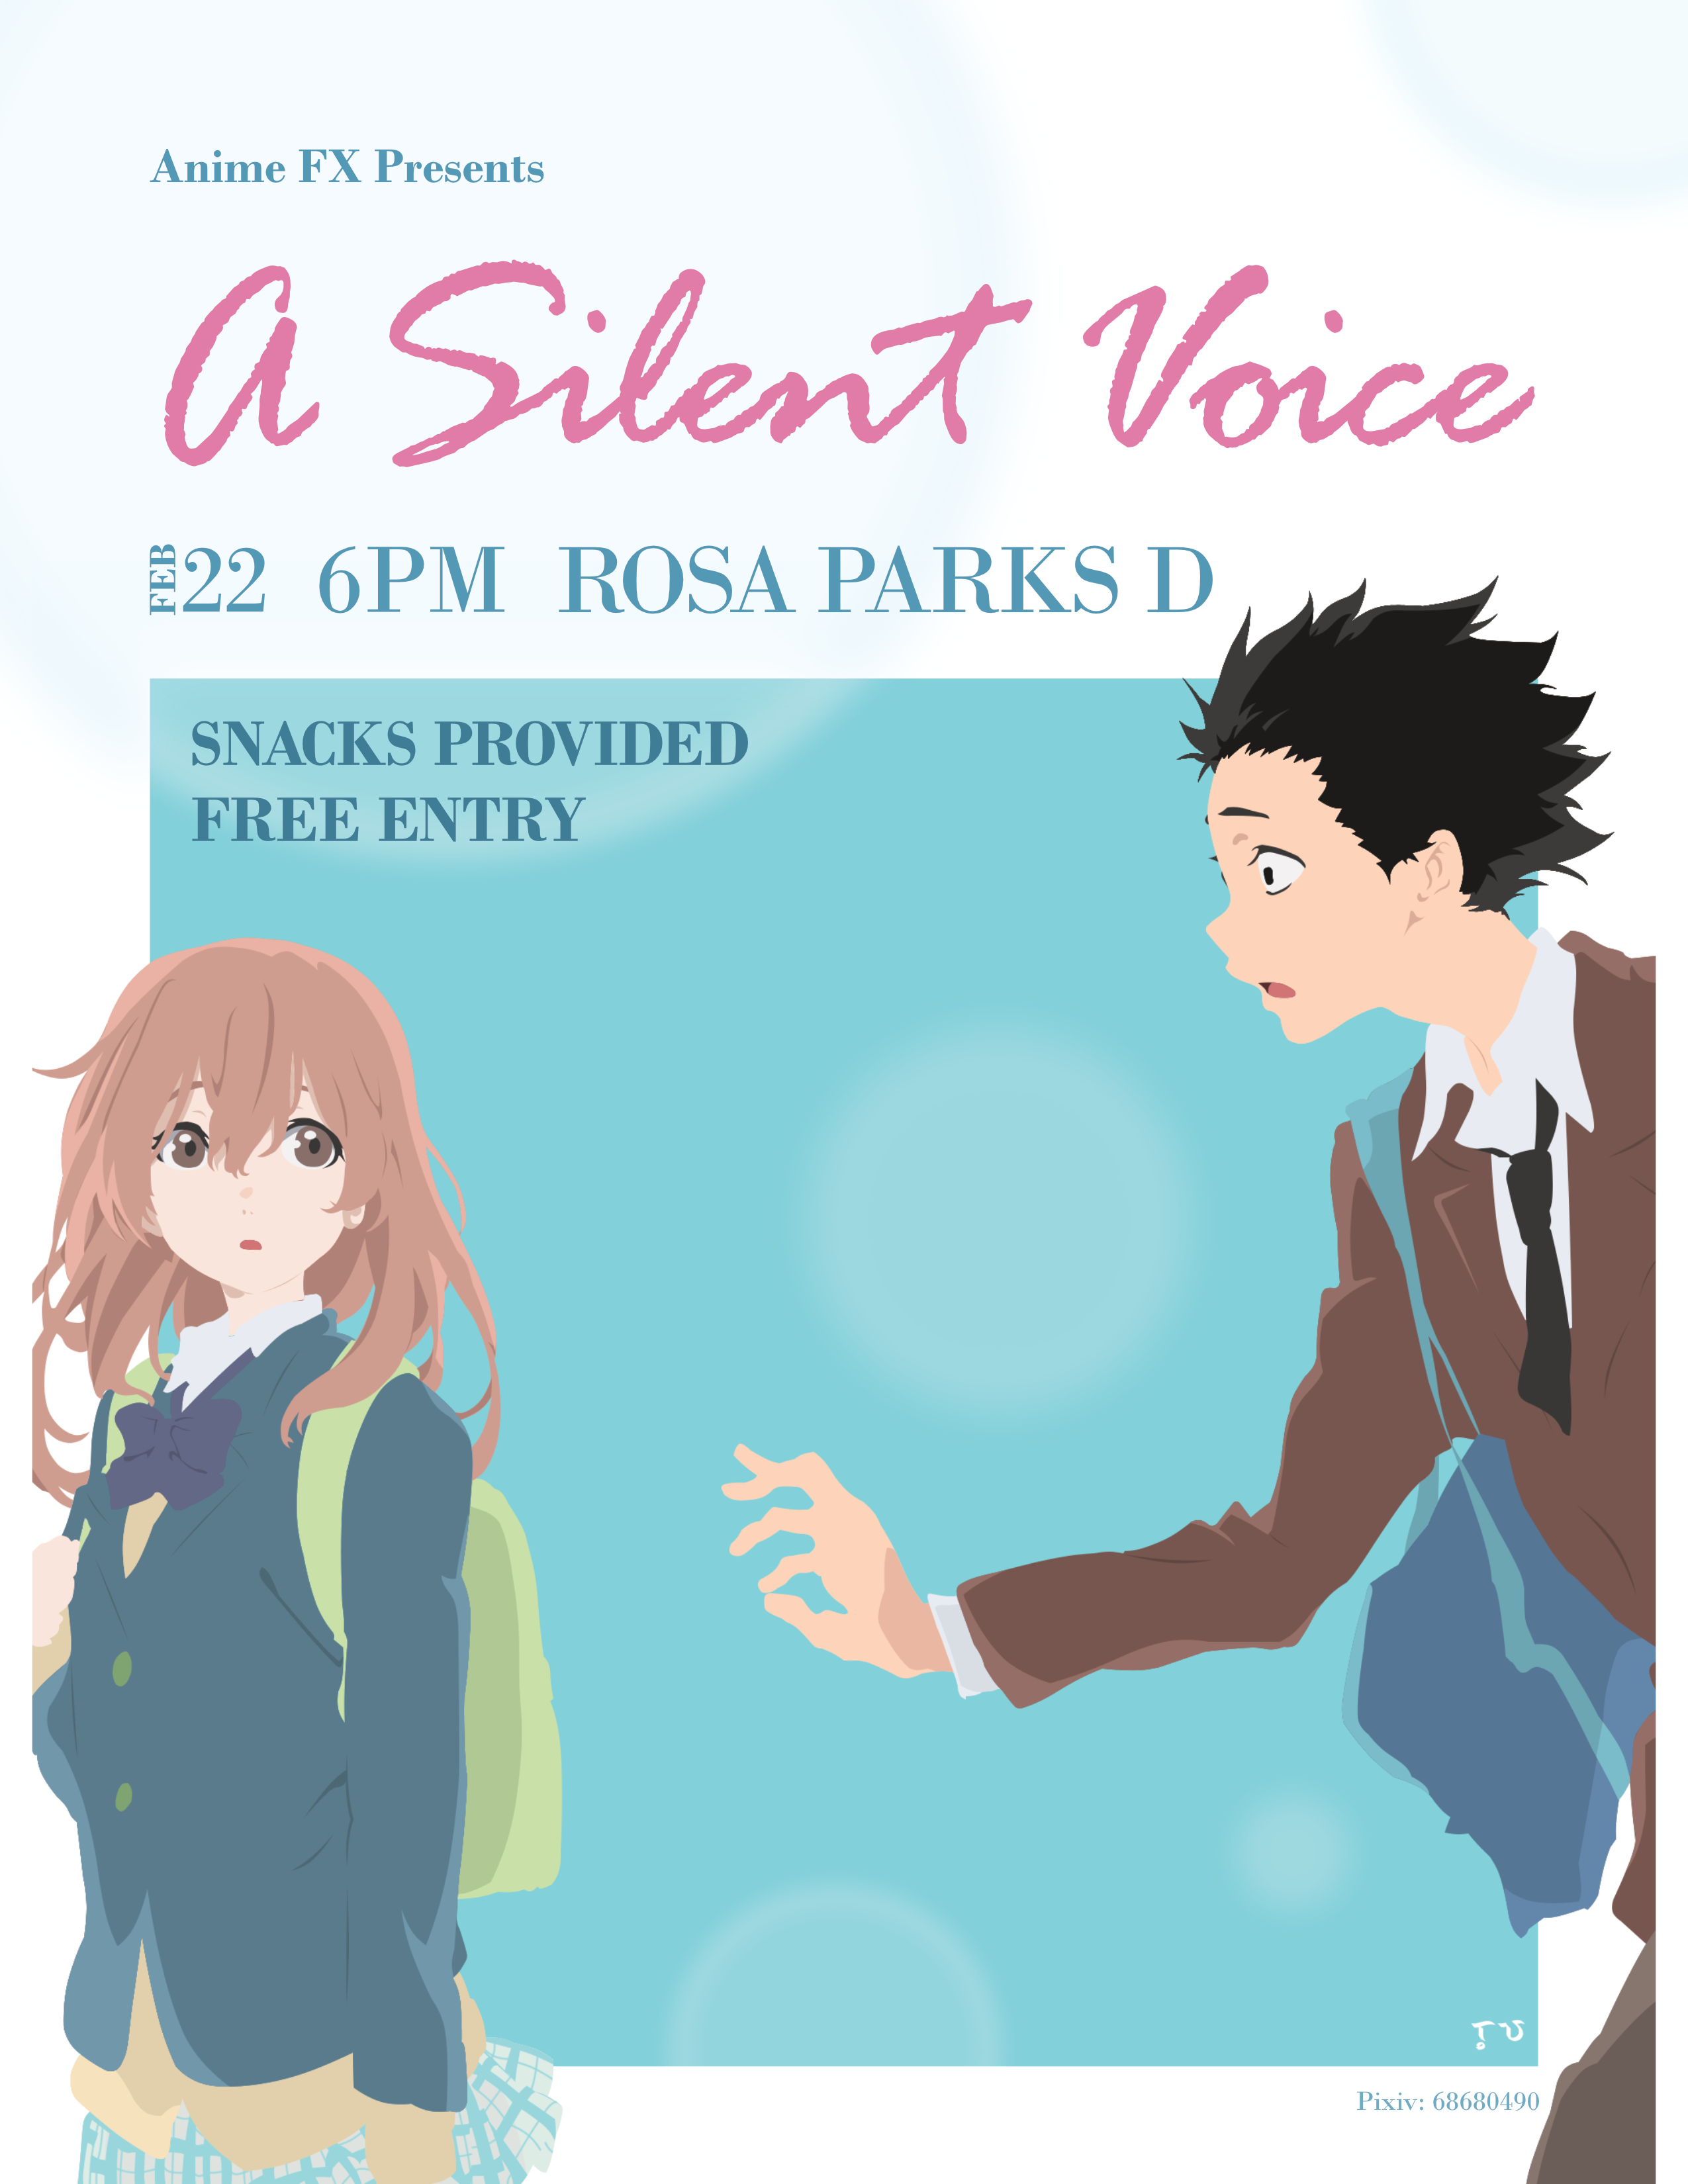 Anime FX Presents
A Silent Voice
FEB 22 6PM ROSA PARKS D
SNACKS PROVIDED
FREE ENTRY
Pixiv: 68680490